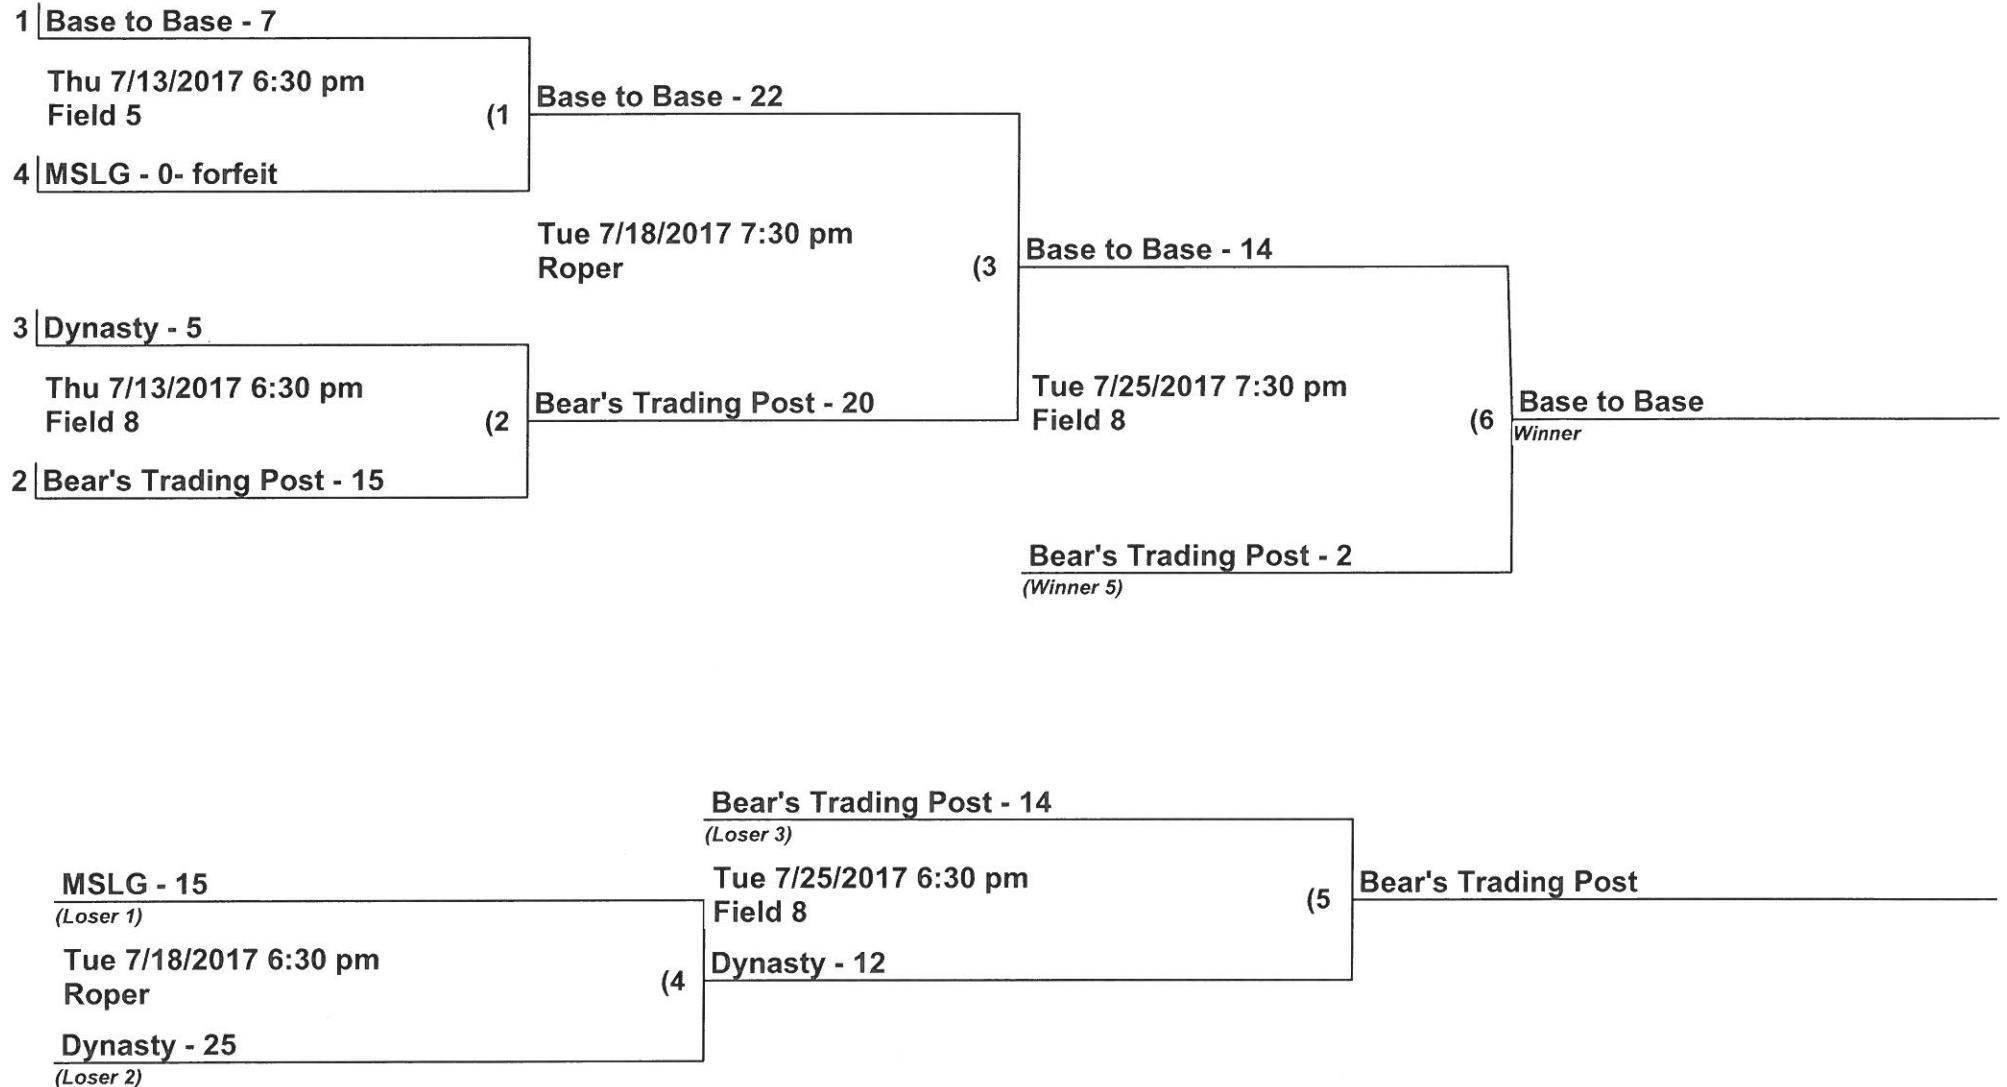 1 Base to Base - 7
Thu 7/13/2017 6:30 pm
Field 5
(1
4 MSLG - 0- forfeit
Base to Base - 22
Tue 7/18/2017 7:30 pm
Roper
(3
3 Dynasty - 5
Thu 7/13/2017 6:30 pm
Field 8
(2
2 Bear's Trading Post - 15
Bear's Trading Post - 20
Base to Base - 14
Tue 7/25/2017 7:30 pm
Field 8
(6
Bear's Trading Post - 2
(Winner 5)
Base to Base
Winner
MSLG - 15
(Loser 1)
Tue 7/18/2017 6:30 pm
Roper
(4
Dynasty - 25
(Loser 2)
Bear's Trading Post - 14
(Loser 3)
Tue 7/25/2017 6:30 pm
Field 8
(5
Dynasty - 12
Bear's Trading Post